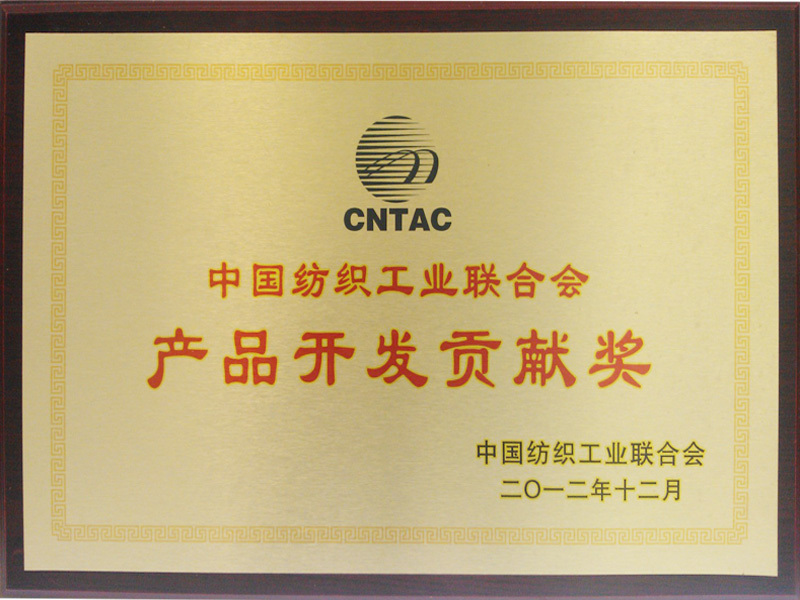 CNTAC
中国纺织工业联合会
产品开发贡献奖
中国纺织工业联合会
二〇一二年十二月